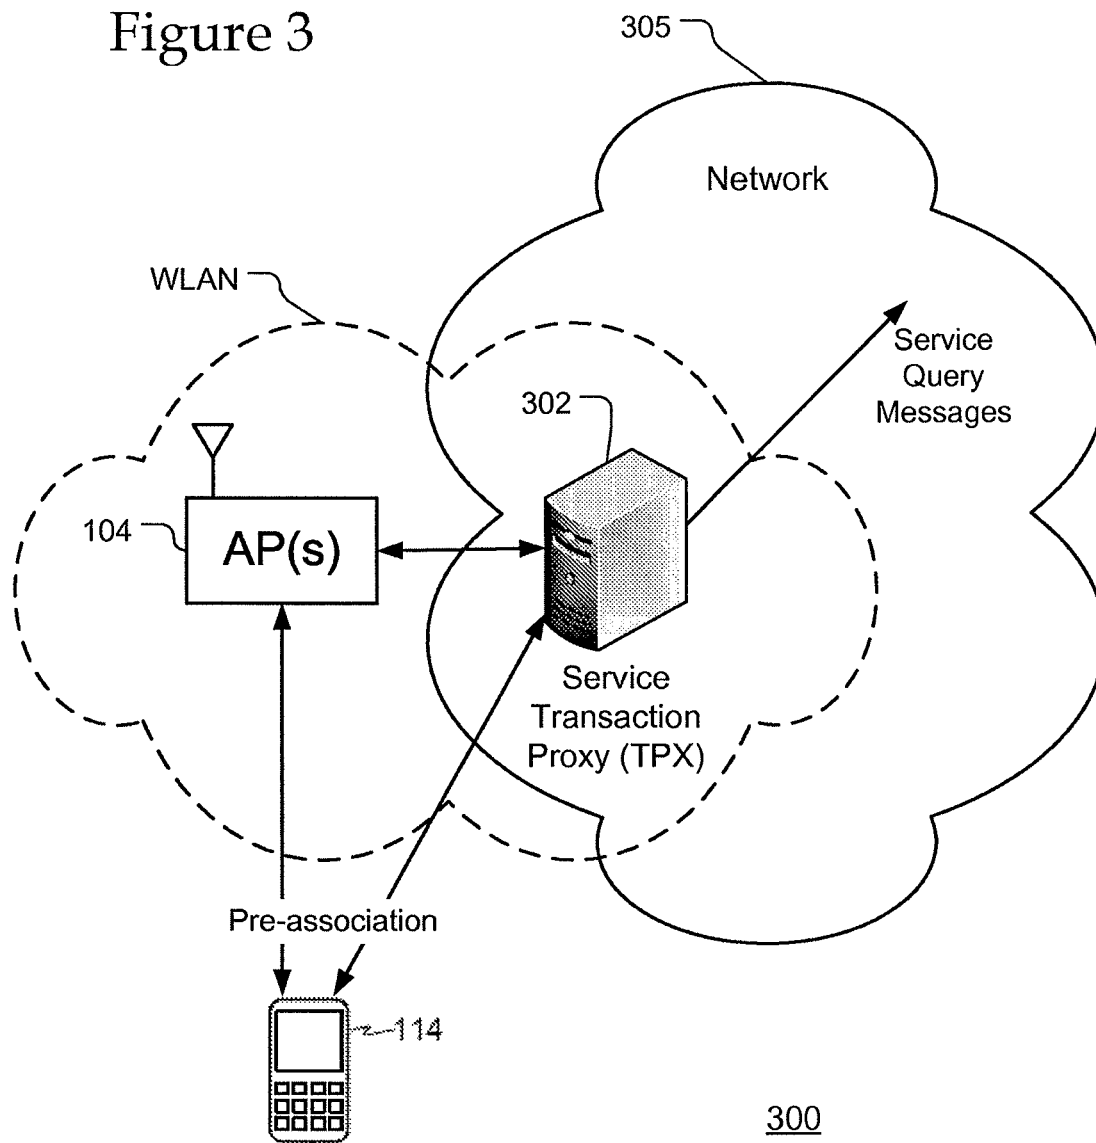 Figure 3
305
Network
WLAN
Service
Query
Messages
302
104
AP(s)
Service
Transaction
Proxy (TPX)
Pre-association
114
300